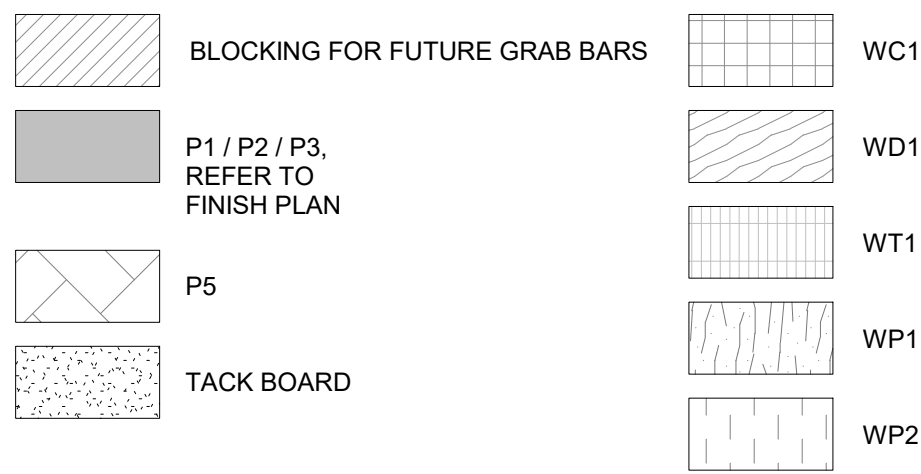 BLOCKING FOR FUTURE GRAB BARS
P1 / P2 / P3,
REFER TO
FINISH PLAN
P5
TACK BOARD
WC1
WD1
WT1
WP1
WP2